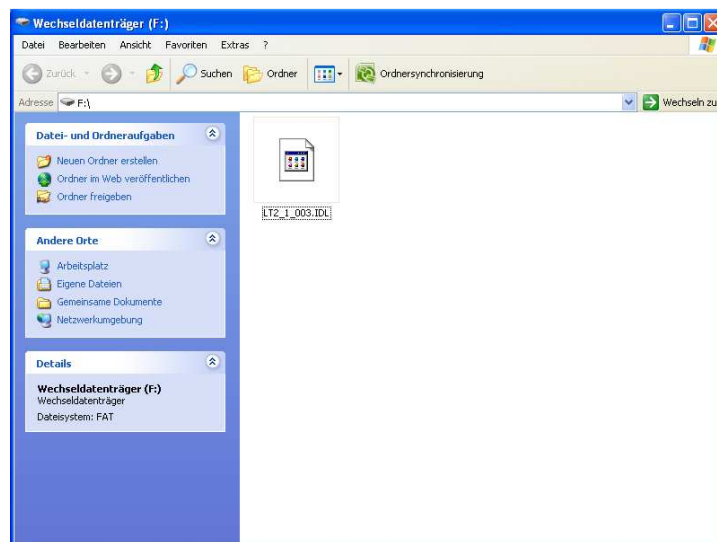 Wechseldatenträger (F:)
Datei Bearbeiten Ansicht Favoriten Extras ?
Zurück Suchen Ordner Ordnersynchronisierung
Adresse F:\ Wechseln zu
Datei- und Ordneraufgaben
Neuen Ordner erstellen
Ordner im Web veröffentlichen
Ordner freigeben
Andere Orte
Arbeitsplatz
Eigene Dateien
Gemeinsame Dokumente
Netzwerkumgebung
Details
Wechseldatenträger (F:)
Wechseldatenträger
Dateisystem: FAT
LT2_1_003.IDL